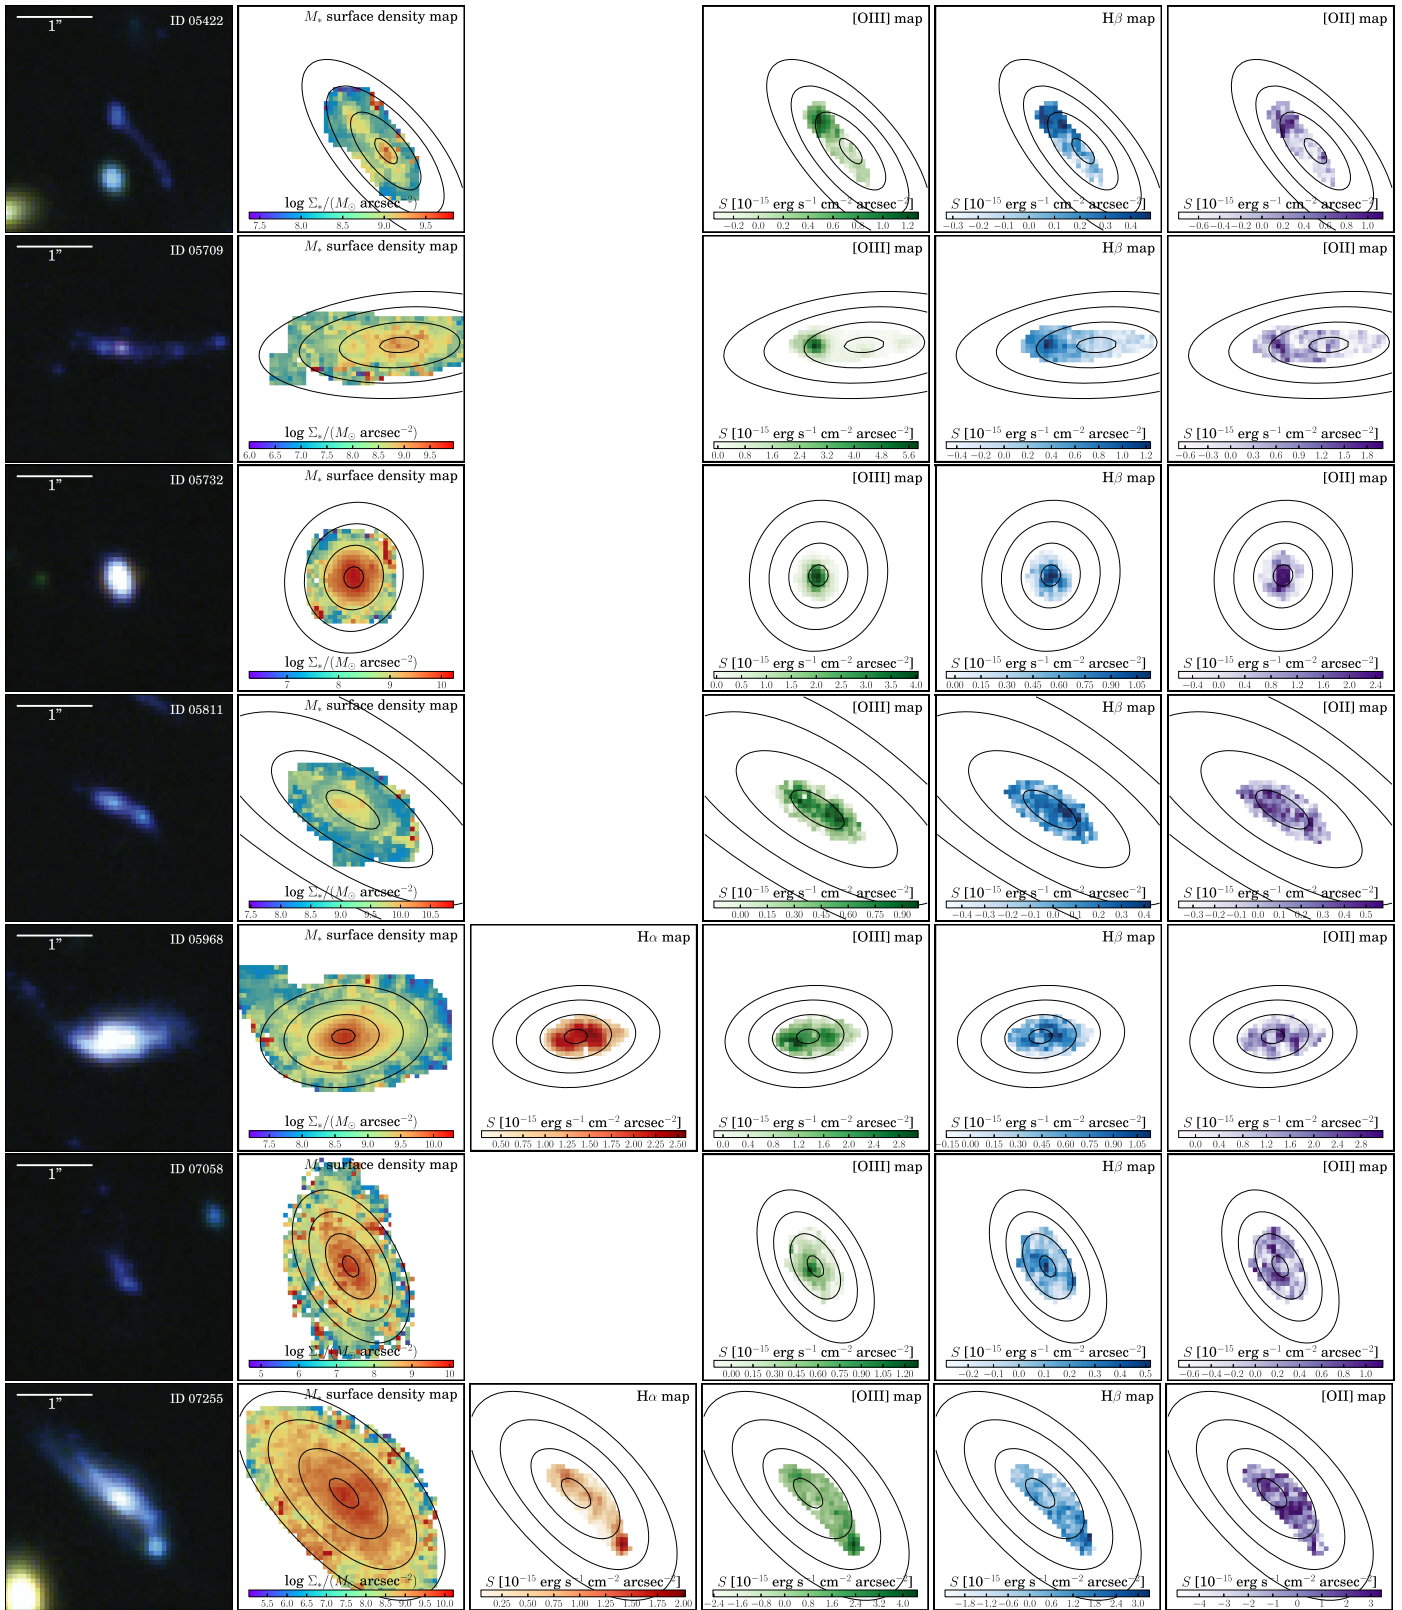 1”
ID 05422
M* surface density map
log Σ*/(M⊙ arcsec−2)
7.5 8.0 8.5 9.0 9.5
[OIII] map
S [10−15 erg s−1 cm−2 arcsec−2]
−0.2 0.0 0.2 0.4 0.6 0.8 1.0 1.2
Hβ map
S [10−15 erg s−1 cm−2 arcsec−2]
−0.3 −0.2 −0.1 0.0 0.1 0.2 0.3 0.4
[OII] map
S [10−15 erg s−1 cm−2 arcsec−2]
−0.6 −0.4 −0.2 0.0 0.2 0.4 0.6 0.8 1.0
1”
ID 05709
M* surface density map
log Σ*/(M⊙ arcsec−2)
6.0 6.5 7.0 7.5 8.0 8.5 9.0 9.5
[OIII] map
S [10−15 erg s−1 cm−2 arcsec−2]
0.0 0.8 1.6 2.4 3.2 4.0 4.8 5.6
Hβ map
S [10−15 erg s−1 cm−2 arcsec−2]
−0.4 −0.2 0.0 0.2 0.4 0.6 0.8 1.0 1.2
[OII] map
S [10−15 erg s−1 cm−2 arcsec−2]
−0.6 −0.3 0.0 0.3 0.6 0.9 1.2 1.5 1.8
1”
ID 05732
M* surface density map
log Σ*/(M⊙ arcsec−2)
7 8 9 10
[OIII] map
S [10−15 erg s−1 cm−2 arcsec−2]
0.0 0.5 1.0 1.5 2.0 2.5 3.0 3.5 4.0
Hβ map
S [10−15 erg s−1 cm−2 arcsec−2]
0.00 0.15 0.30 0.45 0.60 0.75 0.90 1.05
[OII] map
S [10−15 erg s−1 cm−2 arcsec−2]
−0.4 0.0 0.4 0.8 1.2 1.6 2.0 2.4
1”
ID 05811
M* surface density map
log Σ*/(M⊙ arcsec−2)
7.5 8.0 8.5 9.0 9.5 10.0 10.5
[OIII] map
S [10−15 erg s−1 cm−2 arcsec−2]
0.00 0.15 0.30 0.45 0.60 0.75 0.90
Hβ map
S [10−15 erg s−1 cm−2 arcsec−2]
−0.4 −0.3 −0.2 −0.1 0.0 0.1 0.2 0.3 0.4
[OII] map
S [10−15 erg s−1 cm−2 arcsec−2]
−0.3 −0.2 −0.1 0.0 0.1 0.2 0.3 0.4 0.5
1”
ID 05968
M* surface density map
log Σ*/(M⊙ arcsec−2)
7.5 8.0 8.5 9.0 9.5 10.0
Hα map
S [10−15 erg s−1 cm−2 arcsec−2]
0.50 0.75 1.00 1.25 1.50 1.75 2.00 2.25 2.50
[OIII] map
S [10−15 erg s−1 cm−2 arcsec−2]
0.0 0.4 0.8 1.2 1.6 2.0 2.4 2.8
Hβ map
S [10−15 erg s−1 cm−2 arcsec−2]
−0.15 0.00 0.15 0.30 0.45 0.60 0.75 0.90 1.05
[OII] map
S [10−15 erg s−1 cm−2 arcsec−2]
0.0 0.4 0.8 1.2 1.6 2.0 2.4 2.8
1”
ID 07058
M* surface density map
log Σ*/(M⊙ arcsec−2)
5 6 7 8 9 10
[OIII] map
S [10−15 erg s−1 cm−2 arcsec−2]
0.00 0.15 0.30 0.45 0.60 0.75 0.90 1.05 1.20
Hβ map
S [10−15 erg s−1 cm−2 arcsec−2]
−0.2 −0.1 0.0 0.1 0.2 0.3 0.4 0.5
[OII] map
S [10−15 erg s−1 cm−2 arcsec−2]
−0.6 −0.4 −0.2 0.0 0.2 0.4 0.6 0.8 1.0
1”
ID 07255
M* surface density map
log Σ*/(M⊙ arcsec−2)
5.5 6.0 6.5 7.0 7.5 8.0 8.5 9.0 9.5 10.0
Hα map
S [10−15 erg s−1 cm−2 arcsec−2]
0.25 0.50 0.75 1.00 1.25 1.50 1.75 2.00
[OIII] map
S [10−15 erg s−1 cm−2 arcsec−2]
−2.4 −1.6 −0.8 0.0 0.8 1.6 2.4 3.2 4.0
Hβ map
S [10−15 erg s−1 cm−2 arcsec−2]
−1.8 −1.2 −0.6 0.0 0.6 1.2 1.8 2.4 3.0
[OII] map
S [10−15 erg s−1 cm−2 arcsec−2]
−4 −3 −2 −1 0 1 2 3